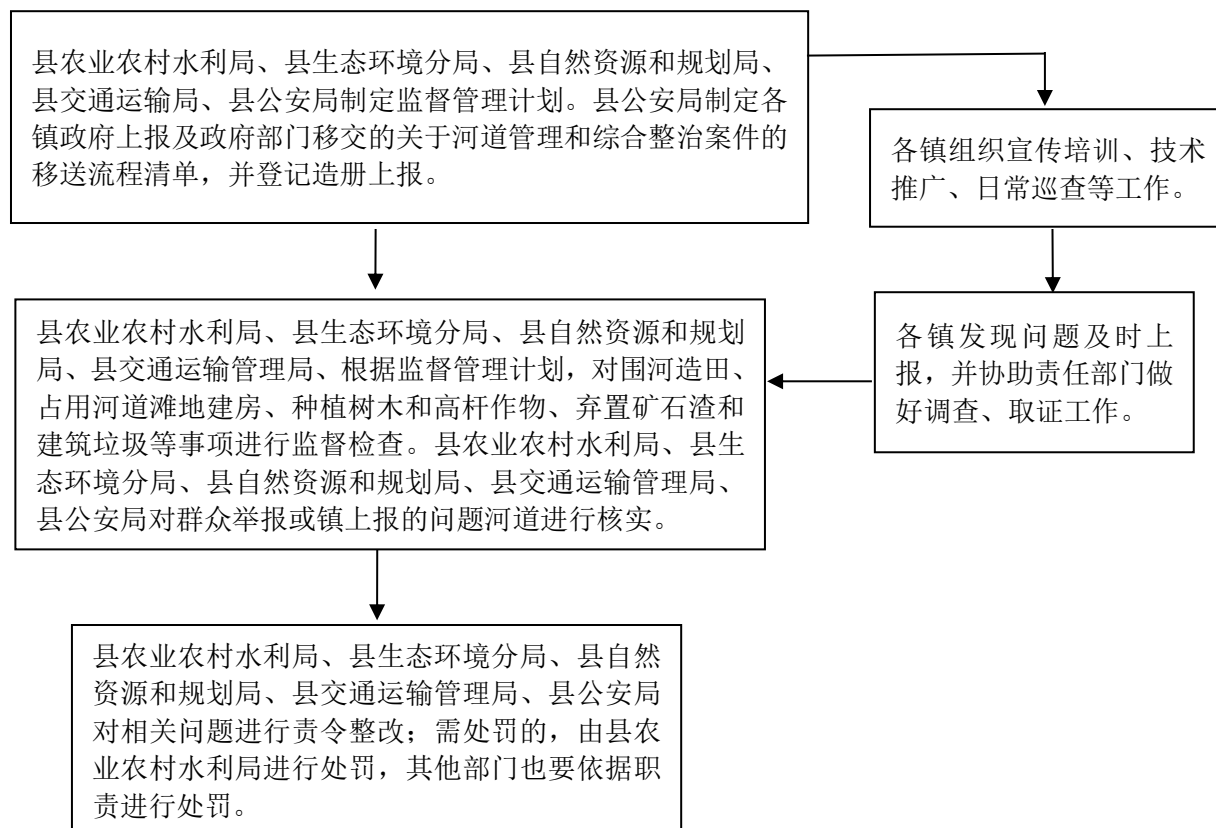 县农业农村水利局、县生态环境分局、县自然资源和规划局、
县交通运输局、县公安局制定监督管理计划。县公安局制定各
镇政府上报及政府部门移交的关于河道管理和综合整治案件的
移送流程清单，并登记造册上报。
各镇组织宣传培训、技术
推广、日常巡查等工作。
各镇发现问题及时上
报，并协助责任部门做
好调查、取证工作。
县农业农村水利局、县生态环境分局、县自然资源和规划
局、县交通运输管理局、根据监督管理计划，对围河造田、
占用河道滩地建房、种植树木和高杆作物、弃置矿石渣和
建筑垃圾等事项进行监督检查。县农业农村水利局、县生
态环境分局、县自然资源和规划局、县交通运输管理局、
县公安局对群众举报或镇上报的问题河道进行核实。
县农业农村水利局、县生态环境分局、县自然
资源和规划局、县交通运输管理局、县公安局
对相关问题进行责令整改；需处罚的，由县农
业农村水利局进行处罚，其他部门也要依据职
责进行处罚。